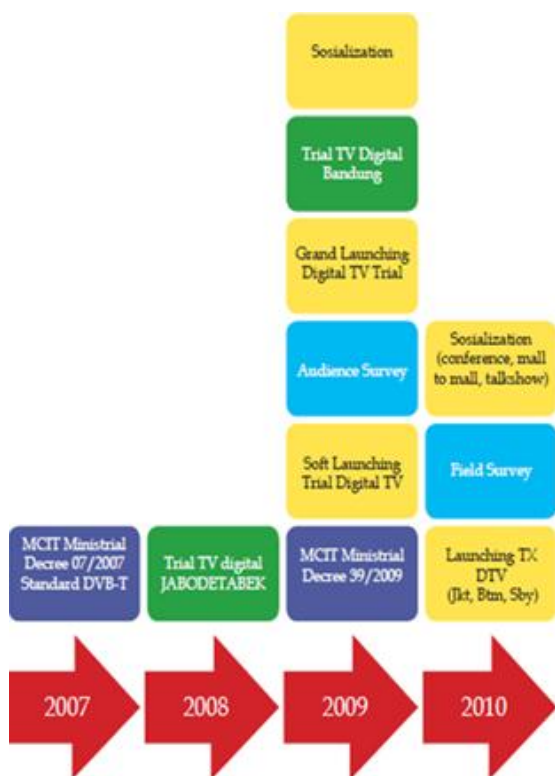 Sosialization
Trial TV Digital
Bandung
Grand Launching
Digital TV Trial
Audience Survey
Sosialization
(conference, mall
to mall, talkshow)
Soft Launching
Trial Digital TV
Field Survey
MCIT Ministrial
Decree 07/2007
Standard DVB-T
Trial TV digital
JABODETABEK
MCIT Ministrial
Decree 39/2009
Launching TX
DTV
(Jkt, Btm, Sby)
2007
2008
2009
2010